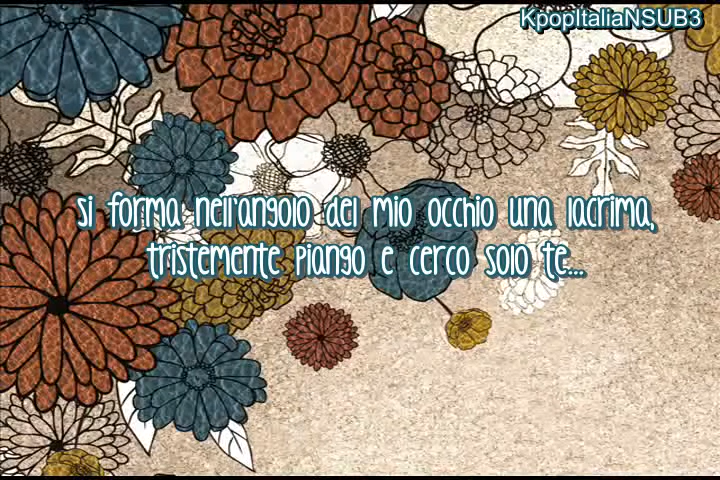 KpopItaliaNSUB3
Si forma nell'angolo del mio occhio una lacrima,
tristemente piango e cerco solo te...